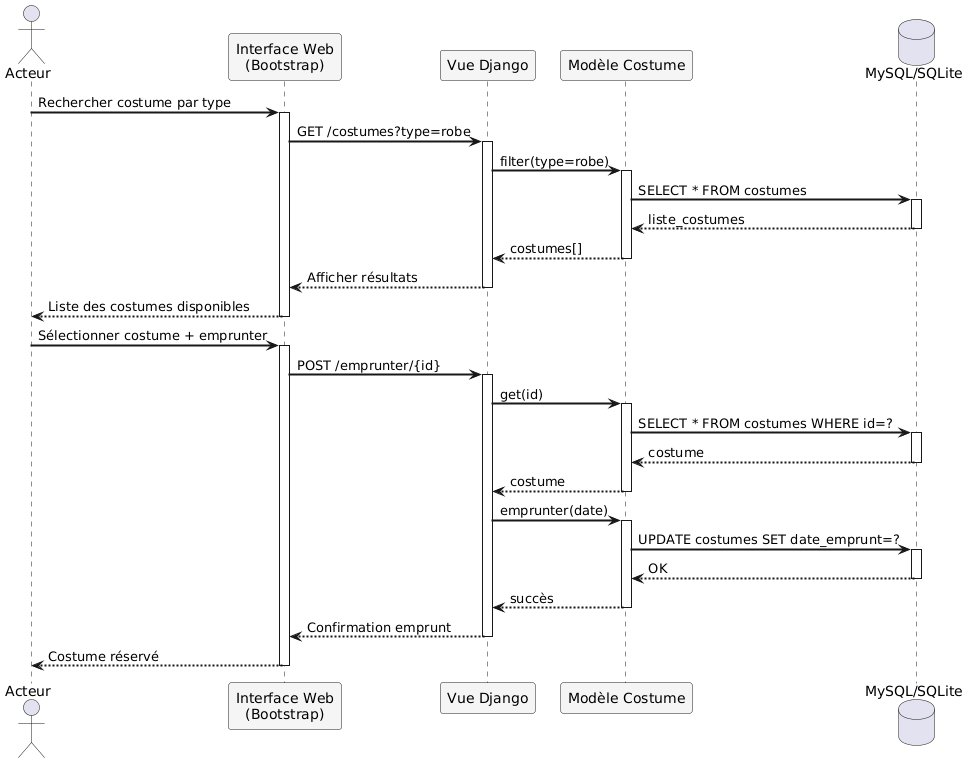 Acteur
Interface Web
(Bootstrap)
Vue Django
Modèle Costume
MySQL/SQLite
Rechercher costume par type
GET /costumes?type=robe
filter(type=robe)
SELECT * FROM costumes
liste_costumes
costumes[]
Afficher résultats
Liste des costumes disponibles
Sélectionner costume + emprunter
POST /emprunter/{id}
get(id)
SELECT * FROM costumes WHERE id=?
costume
costume
emprunter(date)
UPDATE costumes SET date_emprunt=?
OK
succès
Confirmation emprunt
Costume réservé
Acteur
Interface Web
(Bootstrap)
Vue Django
Modèle Costume
MySQL/SQLite